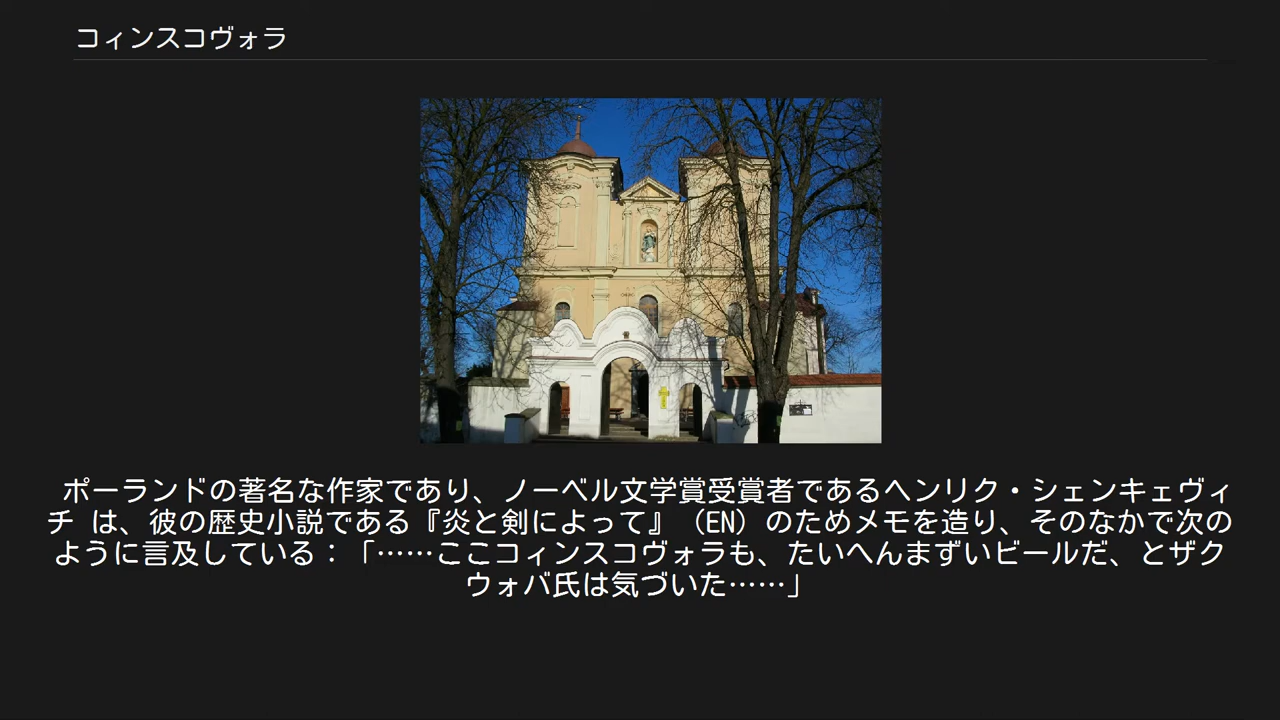 コィンスコヴォラ
ポーランドの著名な作家であり、ノーベル文学賞受賞者であるヘンリク・シェンキェヴィ
チ は、彼の歴史小説である『炎と剣によって』（EN）のためメモを造り、そのなかで次の
ように言及している：「……ここコィンスコヴォラも、たいへんまずいビールだ、とザク
ウォバ氏は気づいた……」